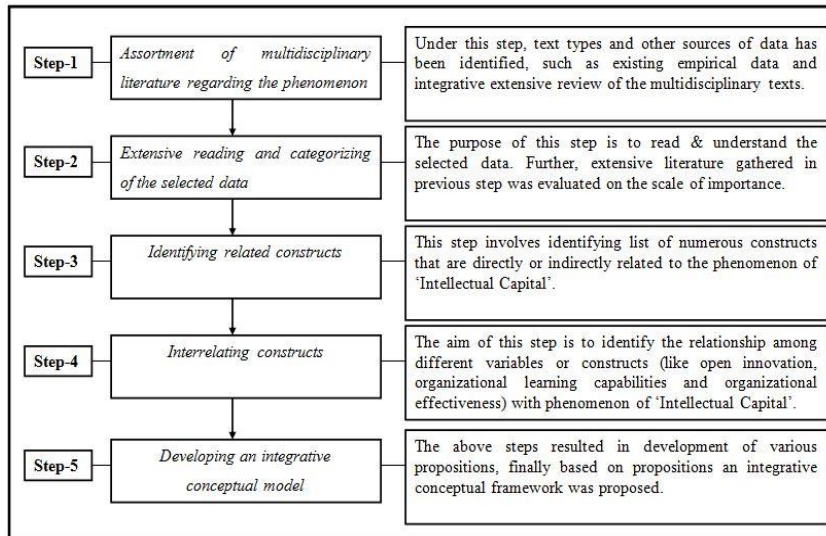 Step-1
Assortment of multidisciplinary
literature regarding the phenomenon
Under this step, text types and other sources of data has
been identified, such as existing empirical data and
integrative extensive review of the multidisciplinary texts.
Step-2
Extensive reading and categorizing
of the selected data
The purpose of this step is to read & understand the
selected data. Further, extensive literature gathered in
previous step was evaluated on the scale of importance.
Step-3
Identifying related constructs
This step involves identifying list of numerous constructs
that are directly or indirectly related to the phenomenon of
‘Intellectual Capital’.
Step-4
Interrelating constructs
The aim of this step is to identify the relationship among
different variables or constructs (like open innovation,
organizational learning capabilities and organizational
effectiveness) with phenomenon of ‘Intellectual Capital’.
Step-5
Developing an integrative
conceptual model
The above steps resulted in development of various
propositions, finally based on propositions an integrative
conceptual framework was proposed.